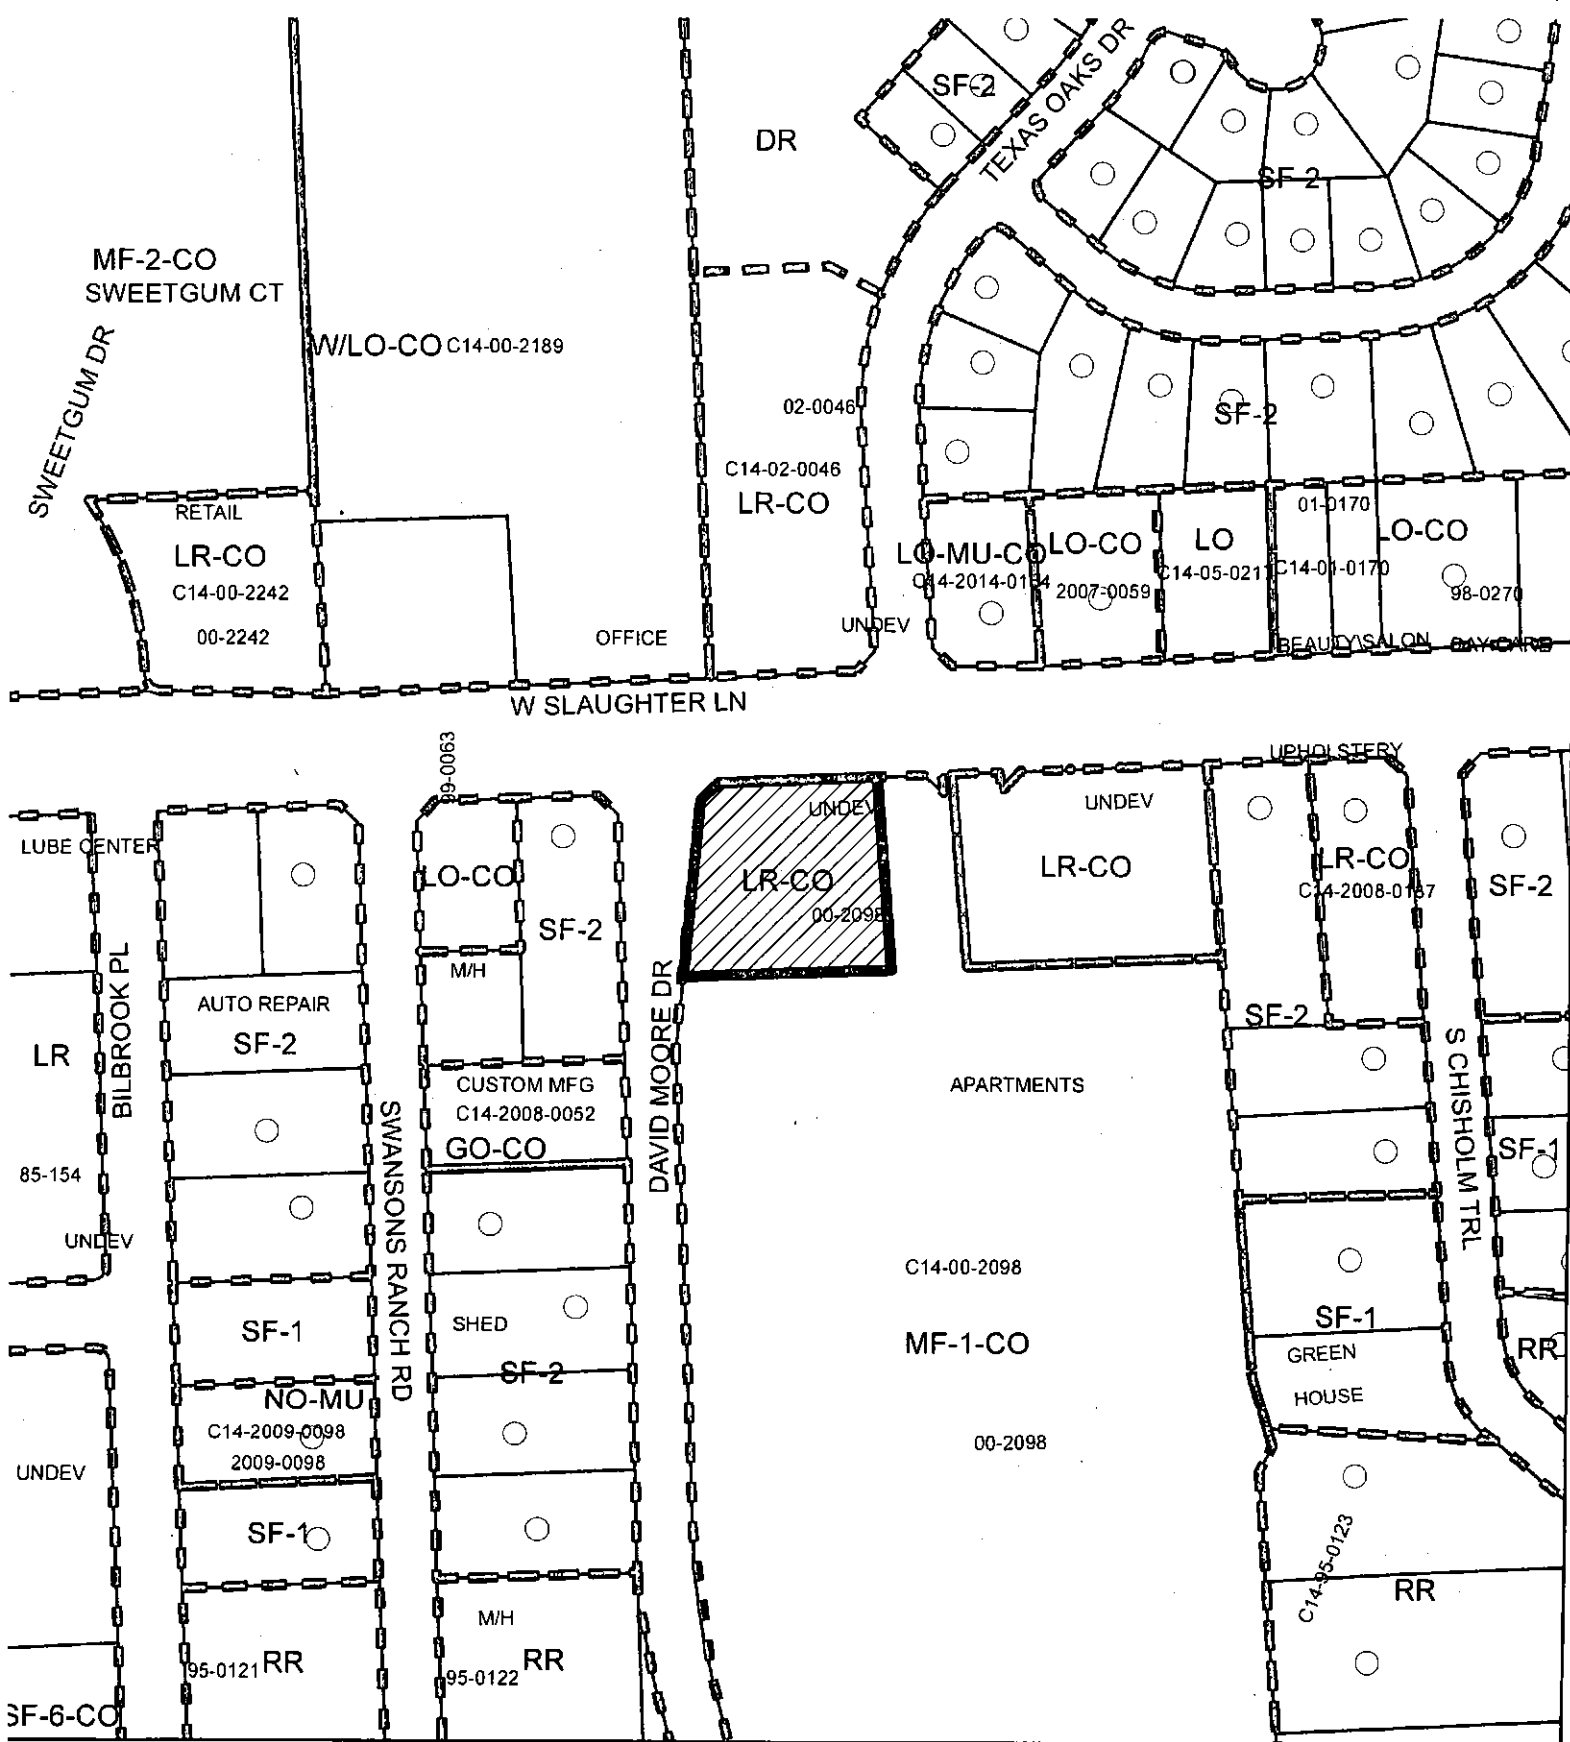 SF-2
TEXAS OAKS DR
DR
SF-2
MF-2-CO
SWEETGUM CT
SWEETGUM DR
W/LO-CO C14-00-2189
02-0046
SF-2
C14-02-0046
LR-CO
RETAIL
LR-CO
C14-00-2242
00-2242
OFFICE
UNDEV
LO-MU-CO
LO-CO
2007-0059
LO
C14-05-0211
01-0170
C14-01-0170
LO-CO
98-0270
BEAUTY\SALON
DAY CARE
W SLAUGHTER LN
99-0063
UPHOLSTERY
UNDEV
UNDEV
LUBE CENTER
LO-CO
LR-CO
00-2098
LR-CO
LR-CO
SF-2
SF-2
M/H
BILBROOK PL
AUTO REPAIR
SF-2
LR
DAVID MOORE DR
SF-2
S CHISHOLM TRL
CUSTOM MFG
C14-2008-0052
GO-CO
APARTMENTS
SF-1
85-154
UNDEV
SWANSONS RANCH RD
C14-00-2098
SF-1
SHED
SF-2
MF-1-CO
SF-1
GREEN
HOUSE
RR
NO-MU
C14-2009-0098
2009-0098
UNDEV
00-2098
SF-1
C14-95-0123
RR
M/H
95-0121 RR
95-0122 RR
SF-6-CO